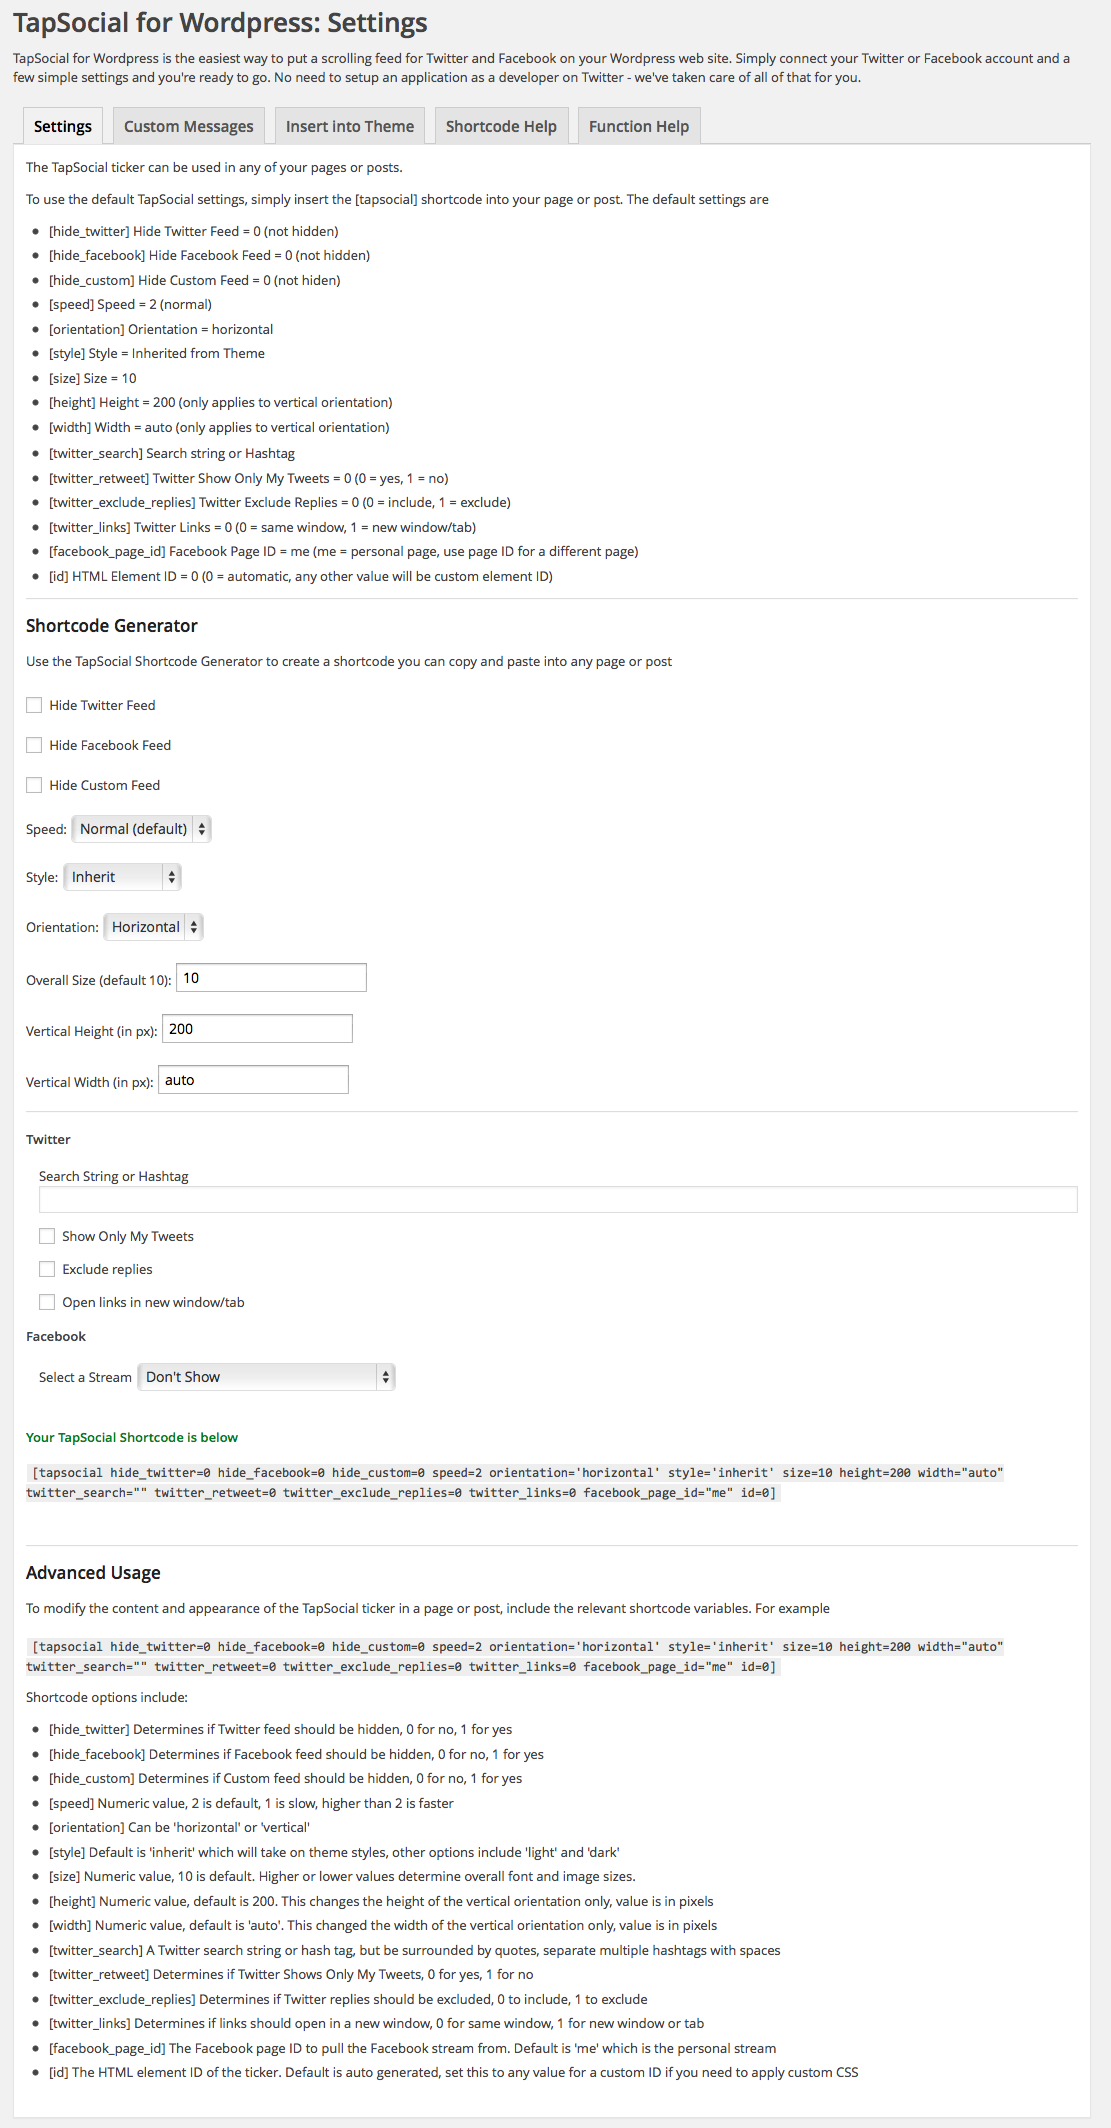 TapSocial for Wordpress: Settings
TapSocial for Wordpress is the easiest way to put a scrolling feed for Twitter and Facebook on your Wordpress web site. Simply connect your Twitter or Facebook account and a
few simple settings and you're ready to go. No need to setup an application as a developer on Twitter - we've taken care of all of that for you.
Settings Custom Messages Insert into Theme Shortcode Help Function Help
The TapSocial ticker can be used in any of your pages or posts.
To use the default TapSocial settings, simply insert the [tapsocial] shortcode into your page or post. The default settings are
[hide_twitter] Hide Twitter Feed = 0 (not hidden)
[hide_facebook] Hide Facebook Feed = 0 (not hidden)
[hide_custom] Hide Custom Feed = 0 (not hiden)
[speed] Speed = 2 (normal)
[orientation] Orientation = horizontal
[style] Style = Inherited from Theme
[size] Size = 10
[height] Height = 200 (only applies to vertical orientation)
[width] Width = auto (only applies to vertical orientation)
[twitter_search] Search string or Hashtag
[twitter_retweet] Twitter Show Only My Tweets = 0 (0 = yes, 1 = no)
[twitter_exclude_replies] Twitter Exclude Replies = 0 (0 = include, 1 = exclude)
[twitter_links] Twitter Links = 0 (0 = same window, 1 = new window/tab)
[facebook_page_id] Facebook Page ID = me (me = personal page, use page ID for a different page)
[id] HTML Element ID = 0 (0 = automatic, any other value will be custom element ID)
Shortcode Generator
Use the TapSocial Shortcode Generator to create a shortcode you can copy and paste into any page or post
Hide Twitter Feed
Hide Facebook Feed
Hide Custom Feed
Speed: Normal (default)
Style: Inherit
Orientation: Horizontal
Overall Size (default 10): 10
Vertical Height (in px): 200
Vertical Width (in px): auto
Twitter
Search String or Hashtag
Show Only My Tweets
Exclude replies
Open links in new window/tab
Facebook
Select a Stream Don't Show
Your TapSocial Shortcode is below
[tapsocial hide_twitter=0 hide_facebook=0 hide_custom=0 speed=2 orientation='horizontal' style='inherit' size=10 height=200 width="auto"
twitter_search="" twitter_retweet=0 twitter_exclude_replies=0 twitter_links=0 facebook_page_id="me" id=0]
Advanced Usage
To modify the content and appearance of the TapSocial ticker in a page or post, include the relevant shortcode variables. For example
[tapsocial hide_twitter=0 hide_facebook=0 hide_custom=0 speed=2 orientation='horizontal' style='inherit' size=10 height=200 width="auto"
twitter_search="" twitter_retweet=0 twitter_exclude_replies=0 twitter_links=0 facebook_page_id="me" id=0]
Shortcode options include:
[hide_twitter] Determines if Twitter feed should be hidden, 0 for no, 1 for yes
[hide_facebook] Determines if Facebook feed should be hidden, 0 for no, 1 for yes
[hide_custom] Determines if Custom feed should be hidden, 0 for no, 1 for yes
[speed] Numeric value, 2 is default, 1 is slow, higher than 2 is faster
[orientation] Can be 'horizontal' or 'vertical'
[style] Default is 'inherit' which will take on theme styles, other options include 'light' and 'dark'
[size] Numeric value, 10 is default. Higher or lower values determine overall font and image sizes.
[height] Numeric value, default is 200. This changes the height of the vertical orientation only, value is in pixels
[width] Numeric value, default is 'auto'. This changed the width of the vertical orientation only, value is in pixels
[twitter_search] A Twitter search string or hash tag, but be surrounded by quotes, separate multiple hashtags with spaces
[twitter_retweet] Determines if Twitter Shows Only My Tweets, 0 for yes, 1 for no
[twitter_exclude_replies] Determines if Twitter replies should be excluded, 0 to include, 1 to exclude
[twitter_links] Determines if links should open in a new window, 0 for same window, 1 for new window or tab
[facebook_page_id] The Facebook page ID to pull the Facebook stream from. Default is 'me' which is the personal stream
[id] The HTML element ID of the ticker. Default is auto generated, set this to any value for a custom ID if you need to apply custom CSS